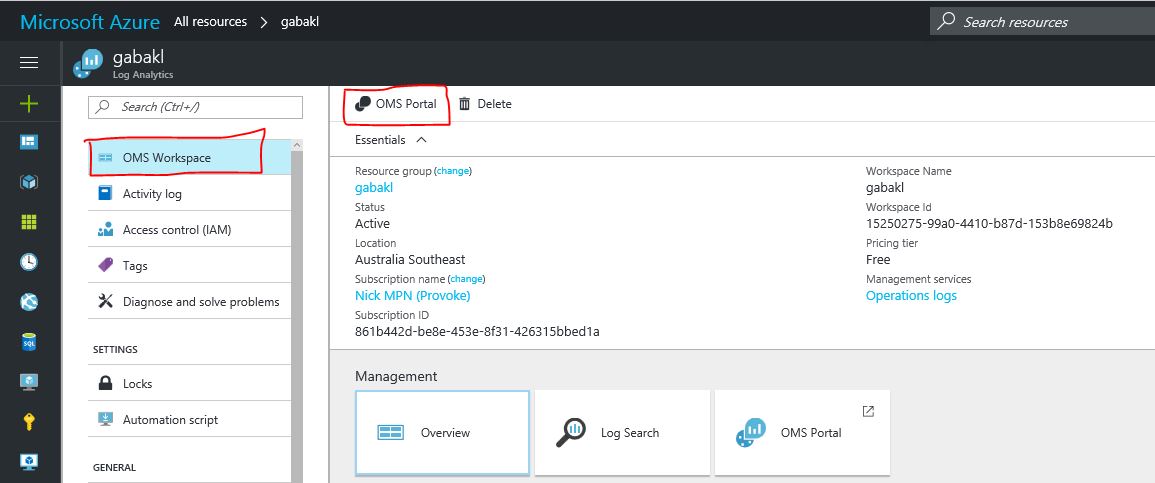 Microsoft Azure All resources > gabakl
Search resources
gabakl
Log Analytics
Search (Ctrl+/)
OMS Workspace
Activity log
Access control (IAM)
Tags
Diagnose and solve problems
SETTINGS
Locks
Automation script
GENERAL
OMS Portal Delete
Essentials
Resource group (change)
gabakl
Status
Active
Location
Australia Southeast
Subscription name (change)
Nick MPN (Provoke)
Subscription ID
861b442d-be8e-453e-8f31-426315bbed1a
Workspace Name
gabakl
Workspace Id
15250275-99a0-4410-b87d-153b8e69824b
Pricing tier
Free
Management services
Operations logs
Management
Overview
Log Search
OMS Portal